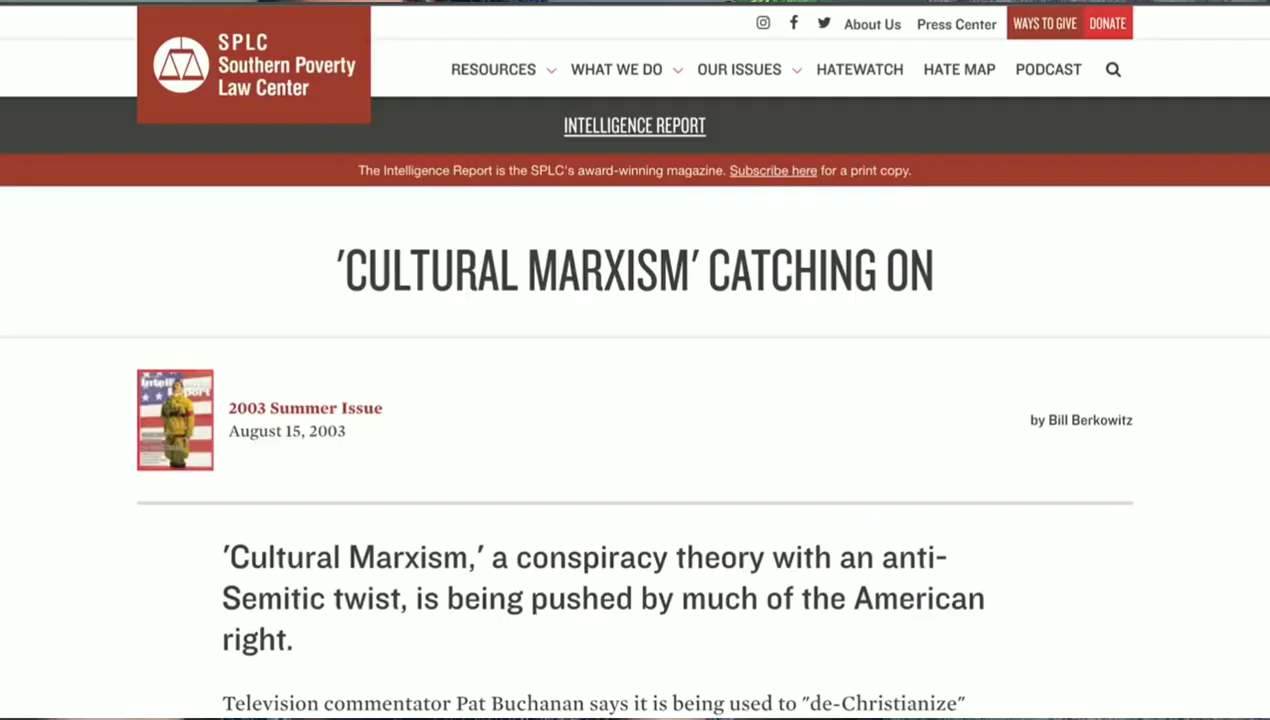 About Us Press Center WAYS TO GIVE DONATE
SPLC
Southern Poverty
Law Center
RESOURCES WHAT WE DO OUR ISSUES HATEWATCH HATE MAP PODCAST
INTELLIGENCE REPORT
The Intelligence Report is the SPLC's award-winning magazine. Subscribe here for a print copy.
'CULTURAL MARXISM' CATCHING ON
2003 Summer Issue
August 15, 2003
by Bill Berkowitz
'Cultural Marxism,' a conspiracy theory with an anti-
Semitic twist, is being pushed by much of the American
right.
Television commentator Pat Buchanan says it is being used to "de-Christianize"